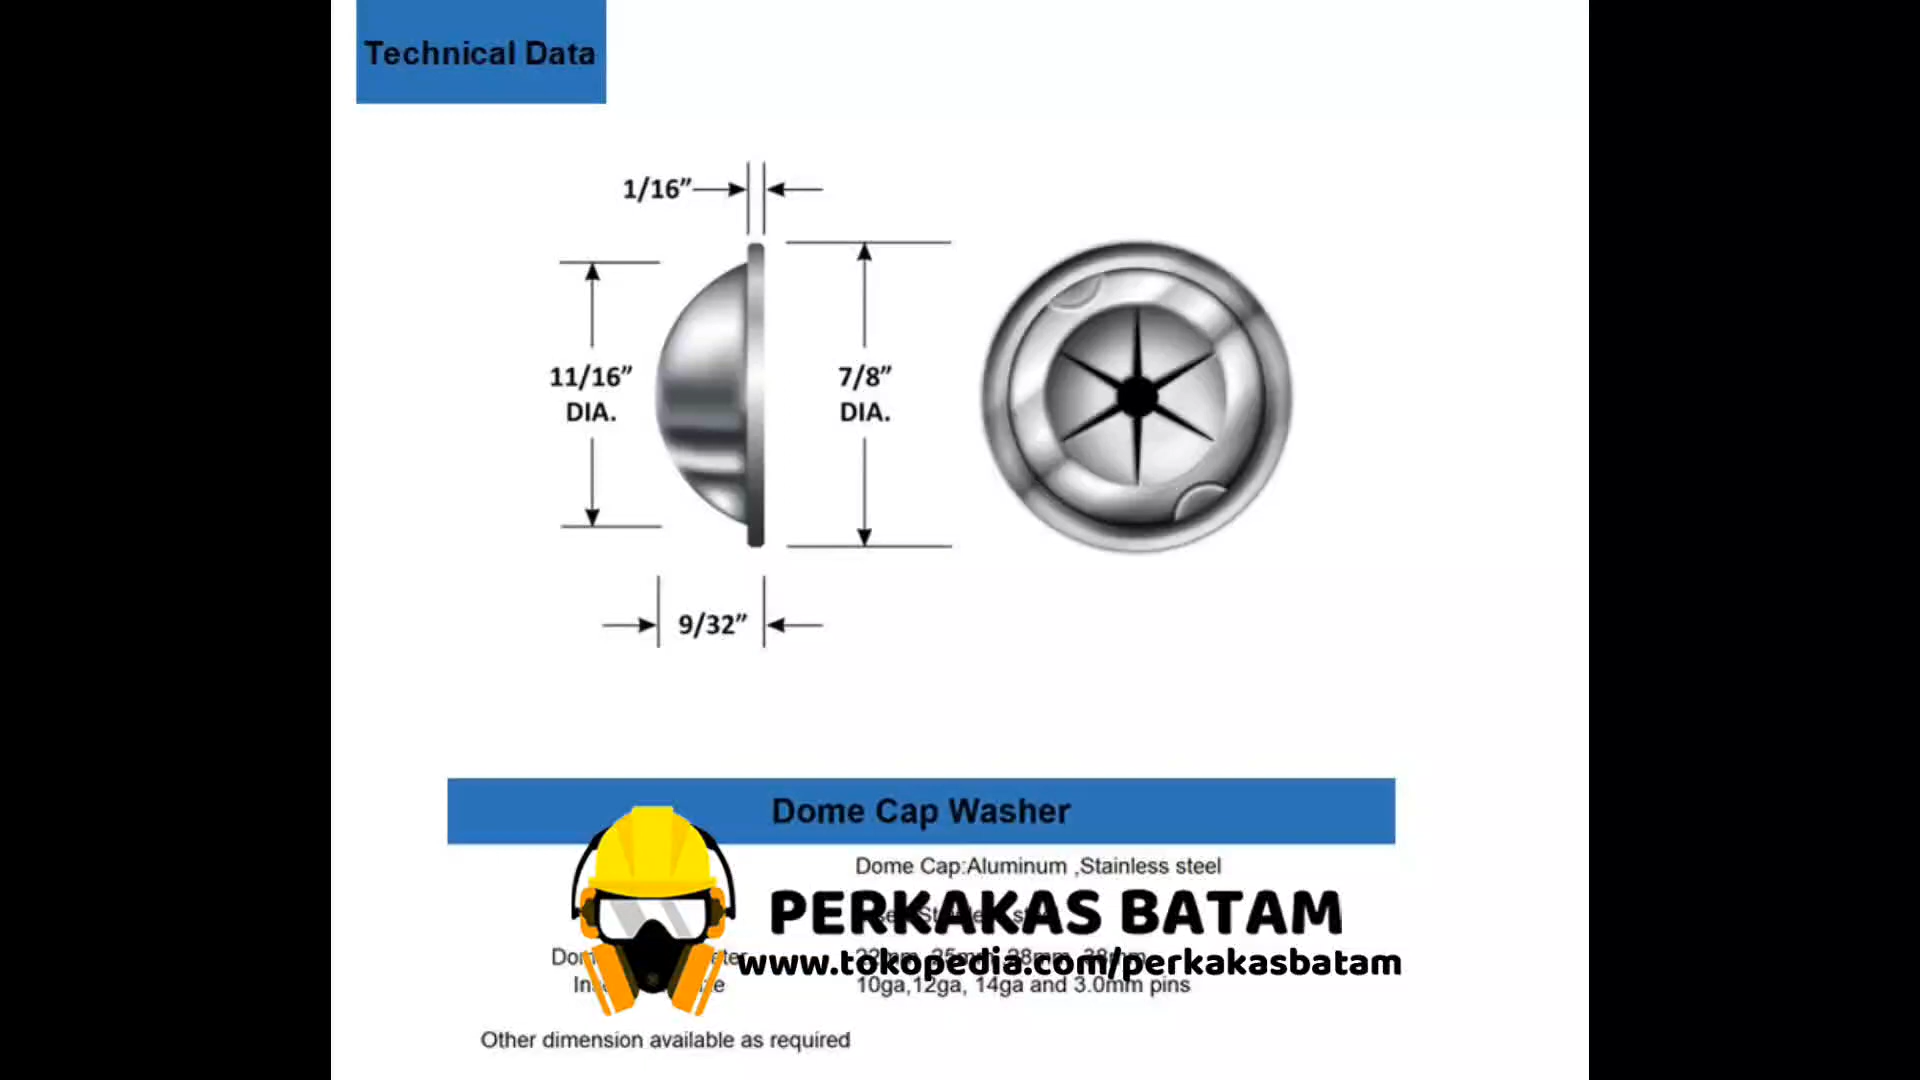 Technical Data
1/16”
11/16”
DIA.
7/8”
DIA.
9/32”
Dome Cap Washer
Dome Cap:Aluminum ,Stainless steel
PERKAKAS BATAM
www.tokopedia.com/perkakasbatam
10ga,12ga, 14ga and 3.0mm pins
Other dimension available as required